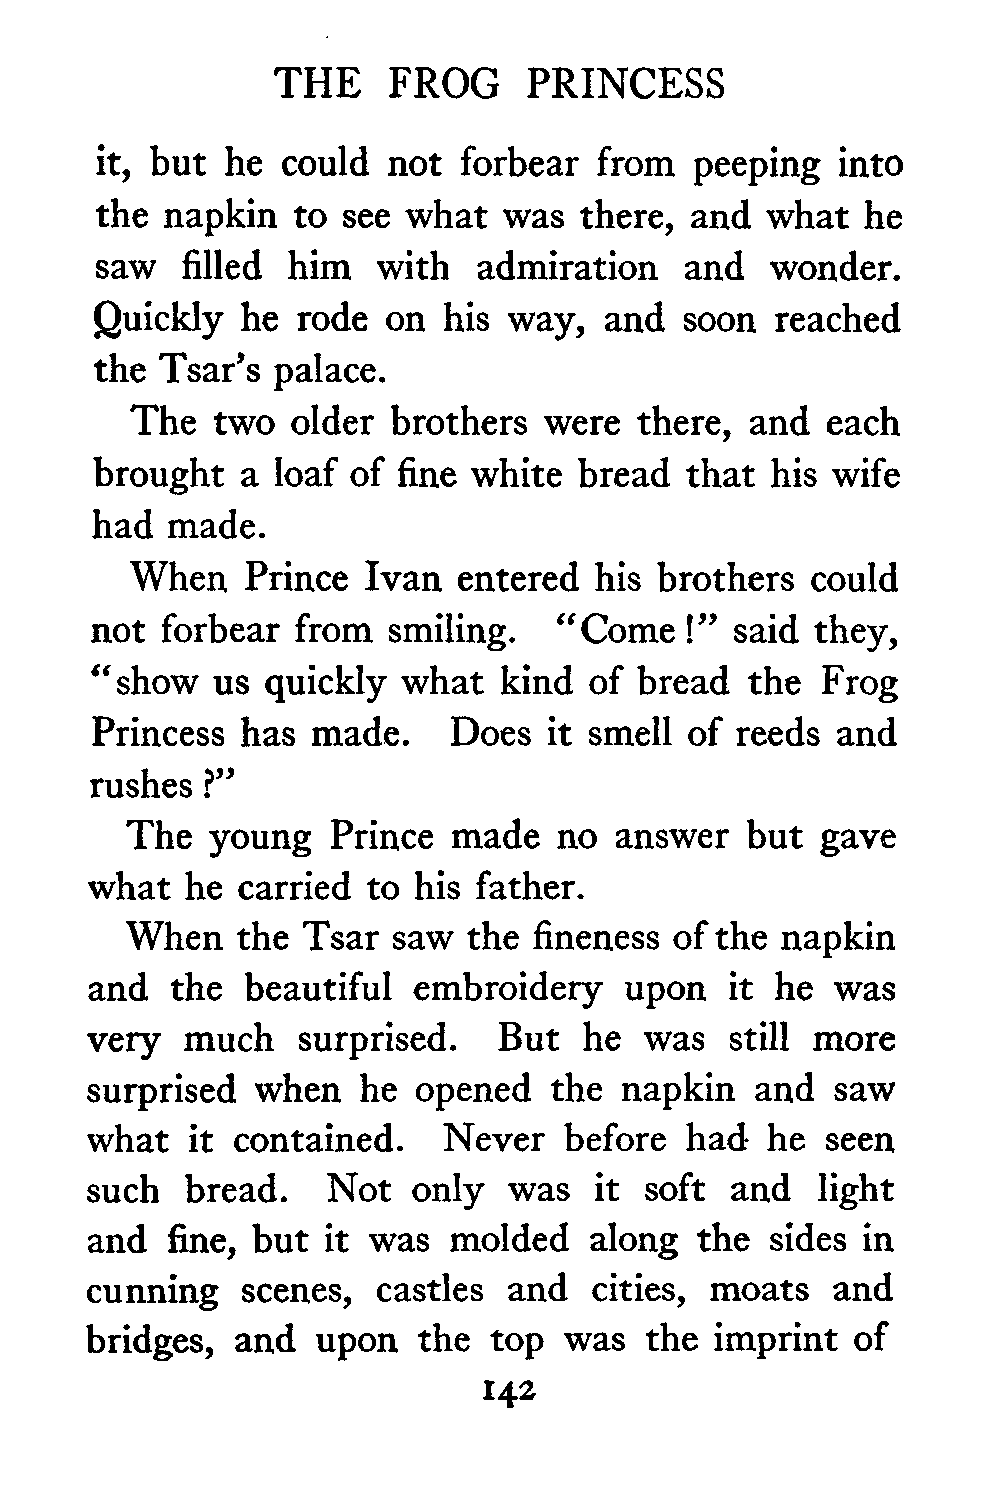 THE FROG PRINCESS
it, but he could not forbear from peeping into
the napkin to see what was there, and what he
saw filled him with admiration and wonder.
Quickly he rode on his way, and soon reached
the Tsar's palace.
The two older brothers were there, and each
brought a loaf of fine white bread that his wife
had made.
When Prince Ivan entered his brothers could
not forbear from smiling. "Come!" said they,
"show us quickly what kind of bread the Frog
Princess has made. Does it smell of reeds and
rushes?"
The young Prince made no answer but gave
what he carried to his father.
When the Tsar saw the fineness of the napkin
and the beautiful embroidery upon it he was
very much surprised. But he was still more
surprised when he opened the napkin and saw
what it contained. Never before had he seen
such bread. Not only was it soft and light
and fine, but it was molded along the sides in
cunning scenes, castles and cities, moats and
bridges, and upon the top was the imprint of
142